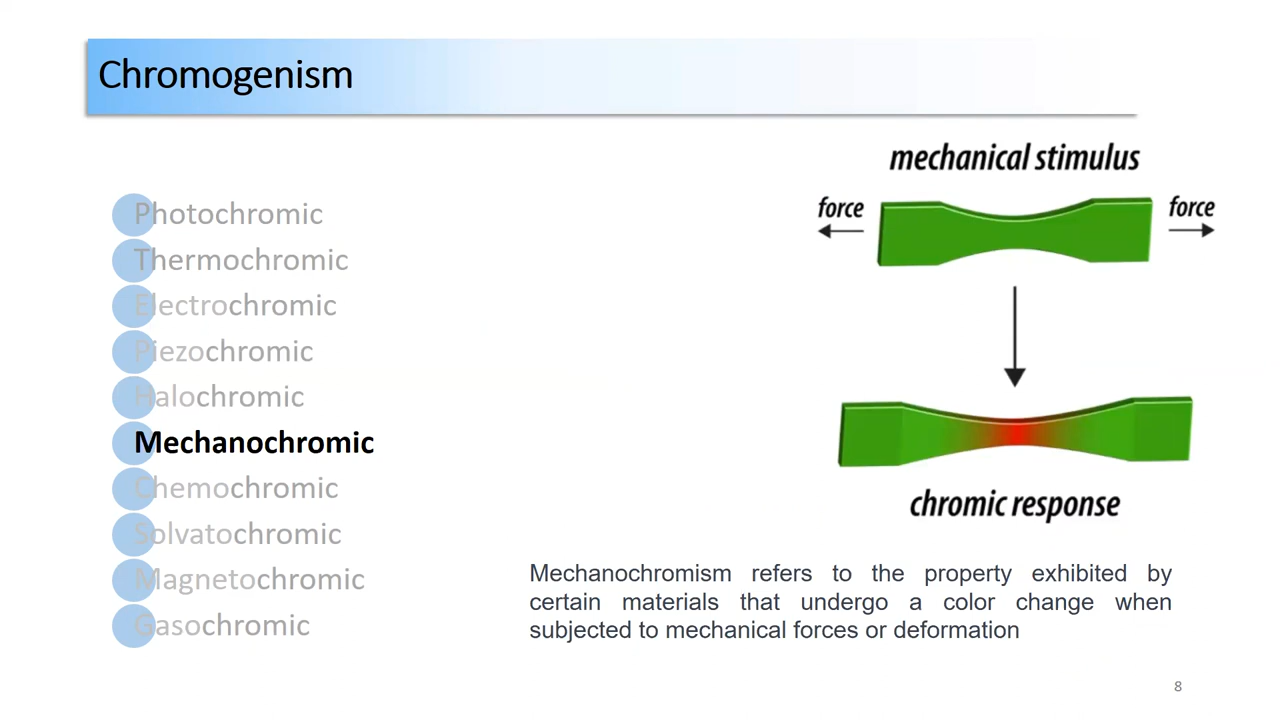 Chromogenism
Photochromic
Thermochromic
Electrochromic
Piezochromic
Halochromic
Mechanochromic
Chemochromic
Solvatochromic
Magnetochromic
Gasochromic
mechanical stimulus
force
force
chromic response
Mechanochromism refers to the property exhibited by
certain materials that undergo a color change when
subjected to mechanical forces or deformation
8